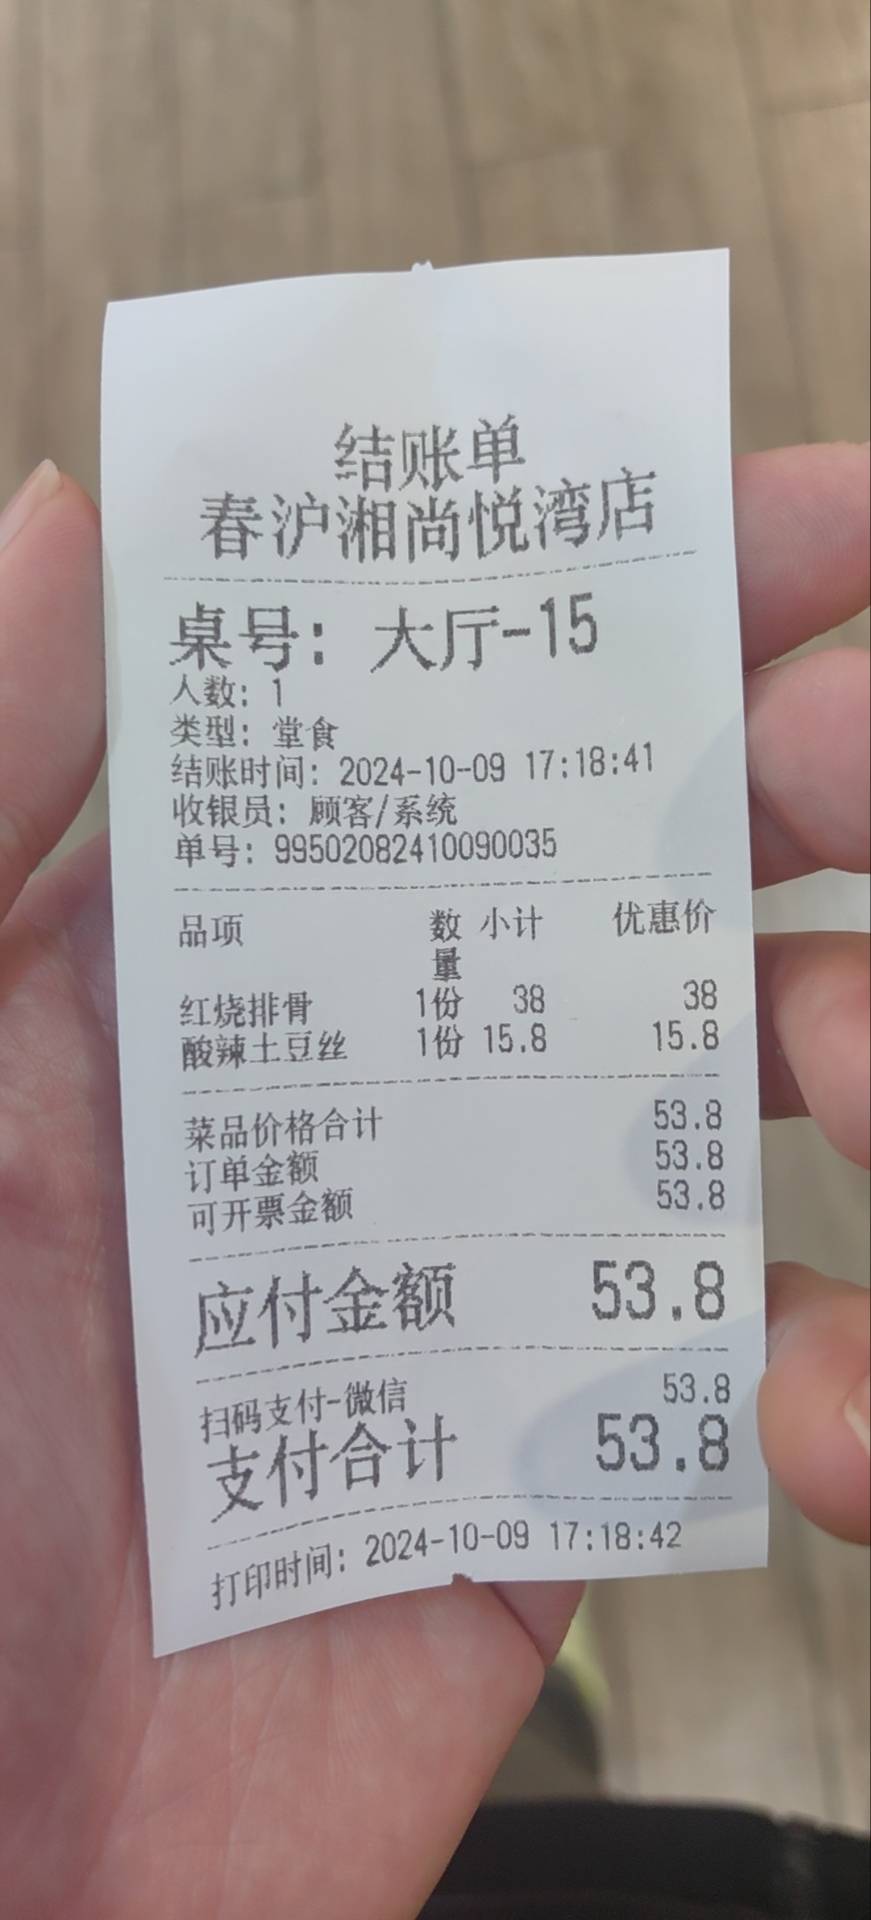 结账单
春沪湘尚悦湾店
桌号：大厅-15
人数：1
类型：堂食
结账时间：2024-10-09 17:18:41
收银员：顾客/系统
单号：99502082410090035
品项 数量 小计 优惠价
红烧排骨 1份 38 38
酸辣土豆丝 1份 15.8 15.8
菜品价格合计 53.8
订单金额 53.8
可开票金额 53.8
应付金额 53.8
扫码支付-微信 53.8
支付合计 53.8
打印时间：2024-10-09 17:18:42